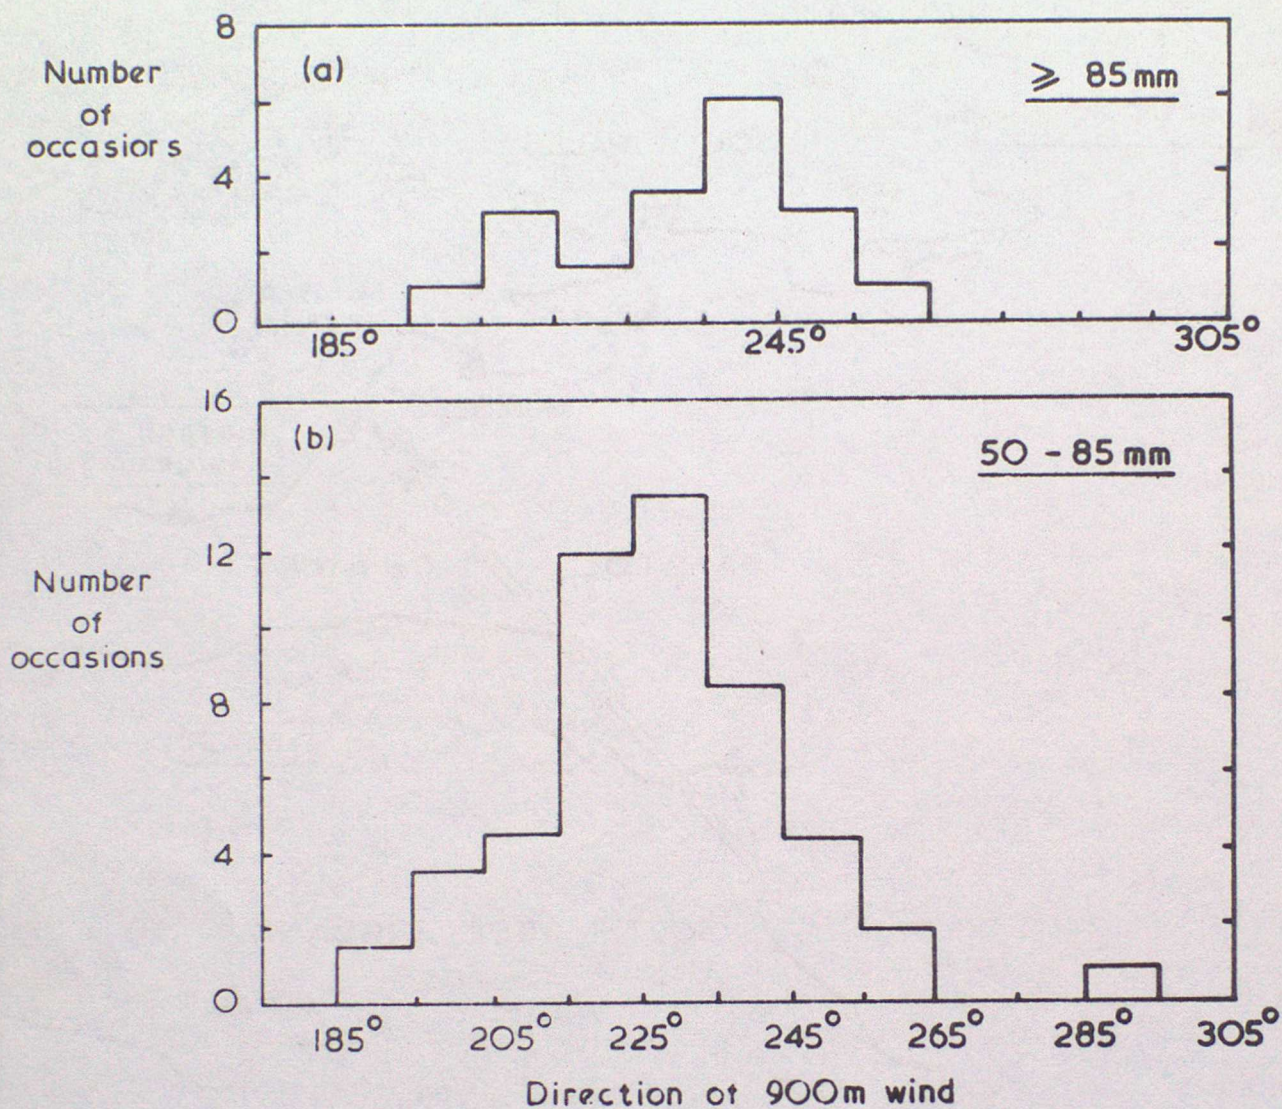 8
Number
of
occasiors
(a)
≥ 85 mm
4
0
185° 245° 305°
16
(b)
50 - 85 mm
12
Number
of
occasions
8
4
0
185° 205° 225° 245° 265° 285° 305°
Direction of 900m wind